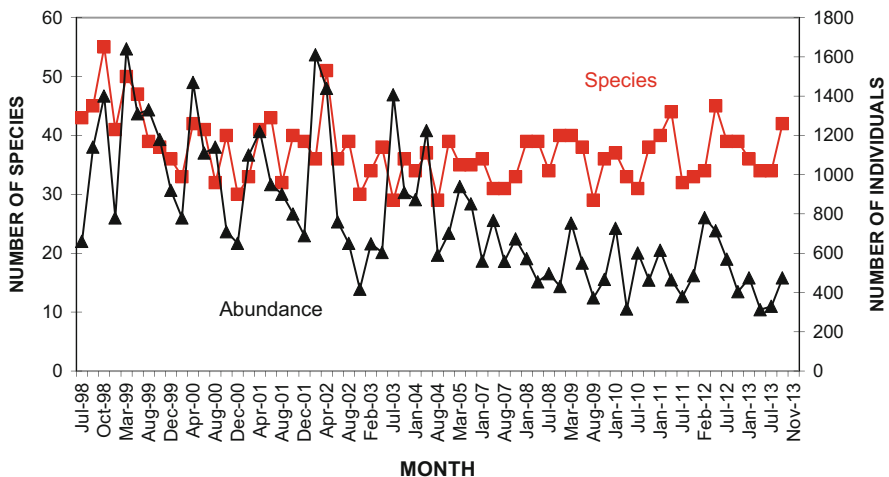 NUMBER OF SPECIES
60
50
40
30
20
10
0
Species
Abundance
1800
1600
1400
1200
1000
800
600
400
200
0
NUMBER OF INDIVIDUALS
Jul-98
Oct-98
Mar-99
Aug-99
Dec-99
Apr-00
Aug-00
Dec-00
Apr-01
Aug-01
Dec-01
Apr-02
Feb-03
Jul-03
Jan-04
Jul-04
Mar-05
Jan-07
Aug-07
Jan-08
Jul-08
Mar-09
Aug-09
Jan-10
Jul-10
Jan-11
Jul-11
Feb-12
Jul-12
Jan-13
Jul-13
Nov-13
MONTH